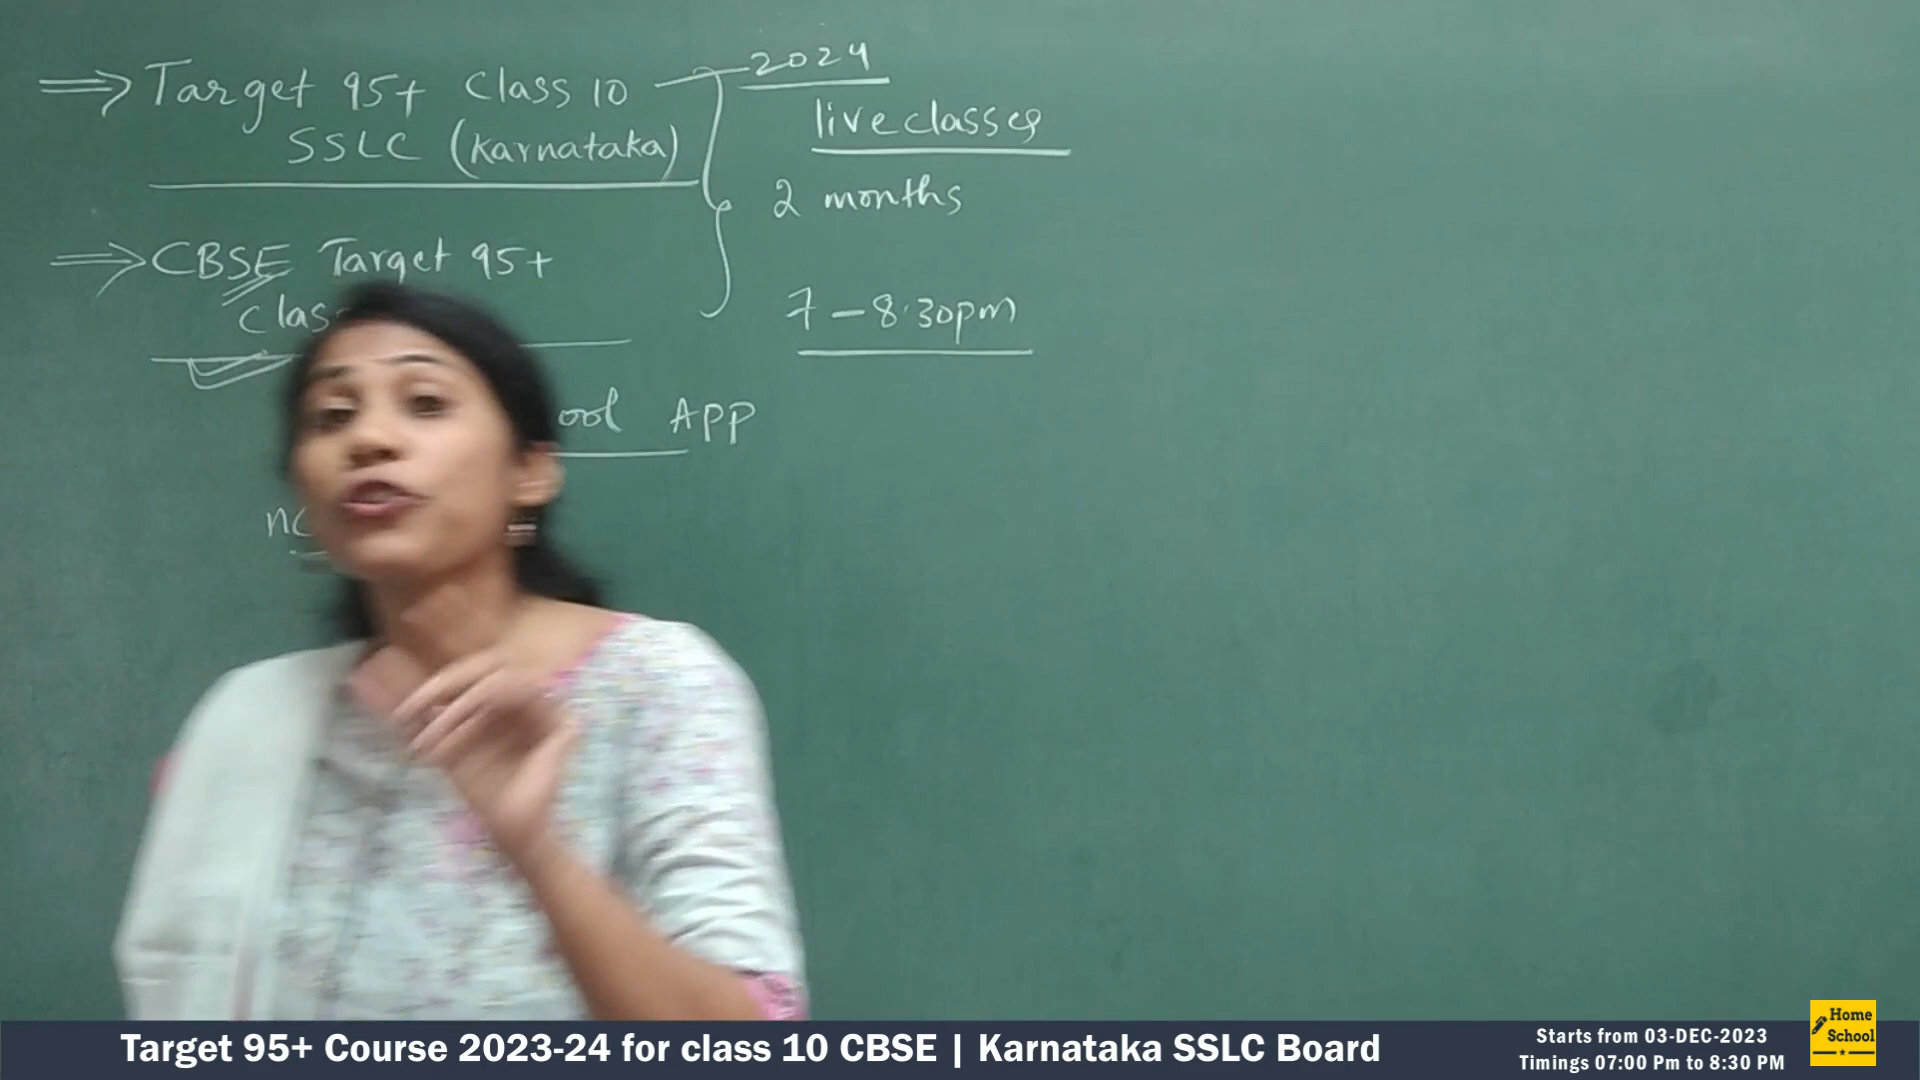 ⇒ Target 95+ Class 10
SSLC (Karnataka)
2024
live classes
2 months
⇒ CBSE Target 95+
7 – 8.30pm
App
Target 95+ Course 2023-24 for class 10 CBSE | Karnataka SSLC Board
Starts from 03-DEC-2023
Timings 07:00 Pm to 8:30 PM
Home
School